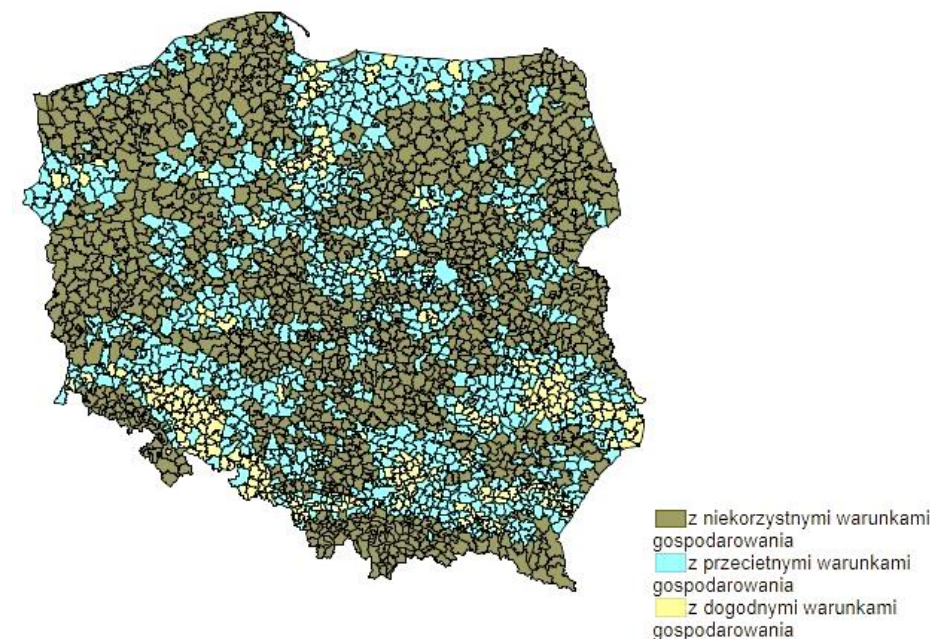 z niekorzystnymi warunkami
gospodarowania
z przecietnymi warunkami
gospodarowania
z dogodnymi warunkami
gospodarowania